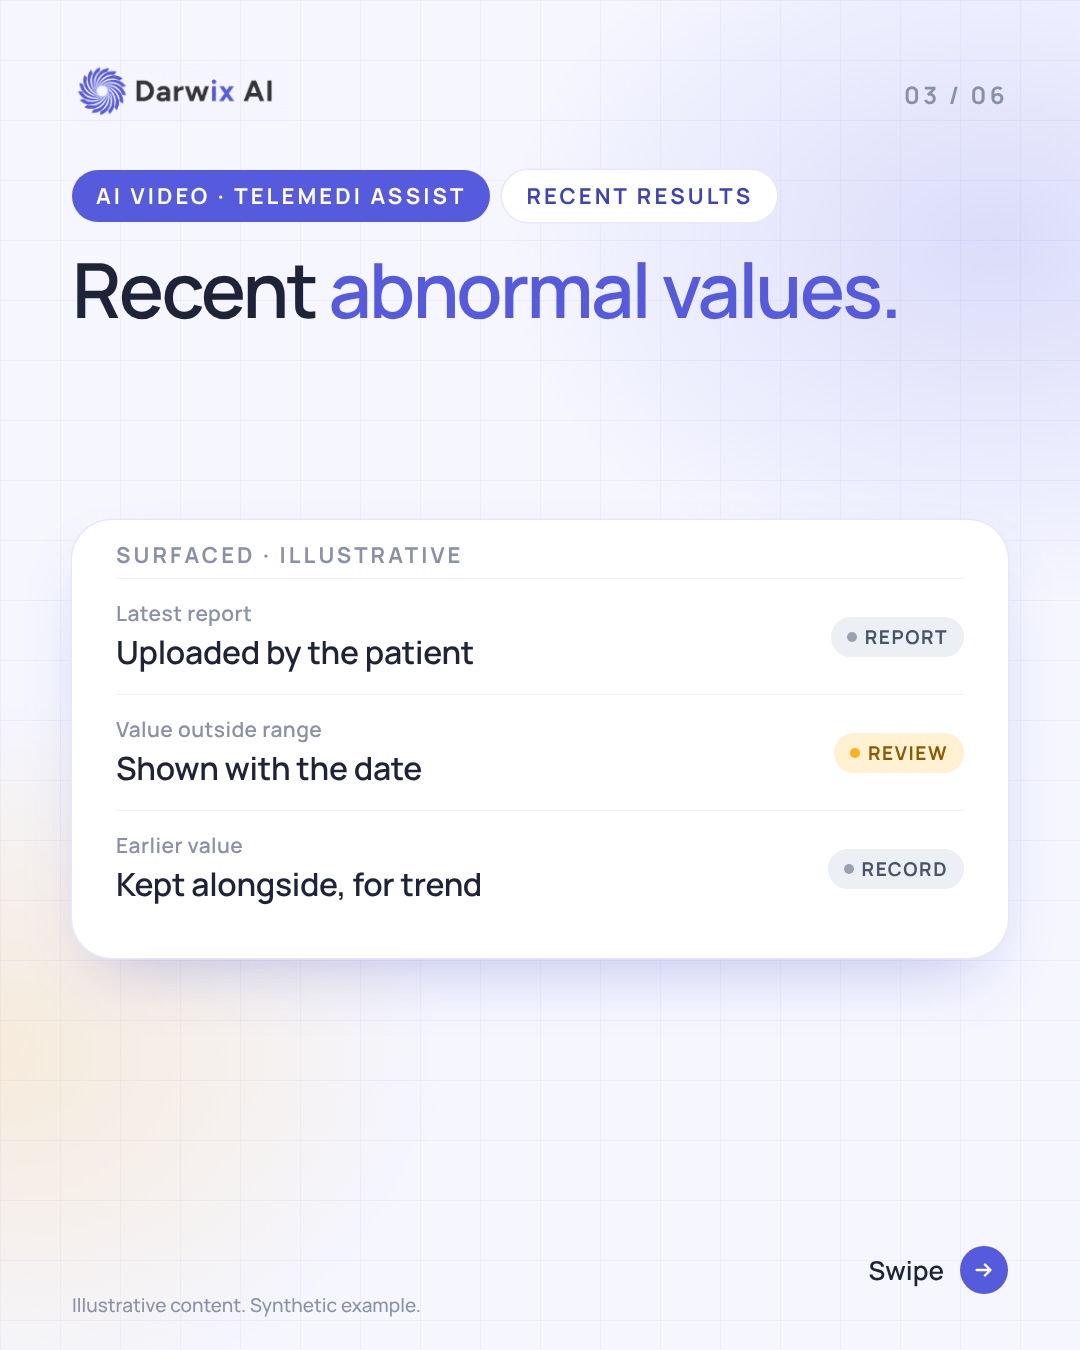 Darwix AI
03 / 06
AI VIDEO · TELEMEDI ASSIST
RECENT RESULTS
Recent abnormal values.
SURFACED · ILLUSTRATIVE
Latest report
Uploaded by the patient
REPORT
Value outside range
Shown with the date
REVIEW
Earlier value
Kept alongside, for trend
RECORD
Swipe
Illustrative content. Synthetic example.